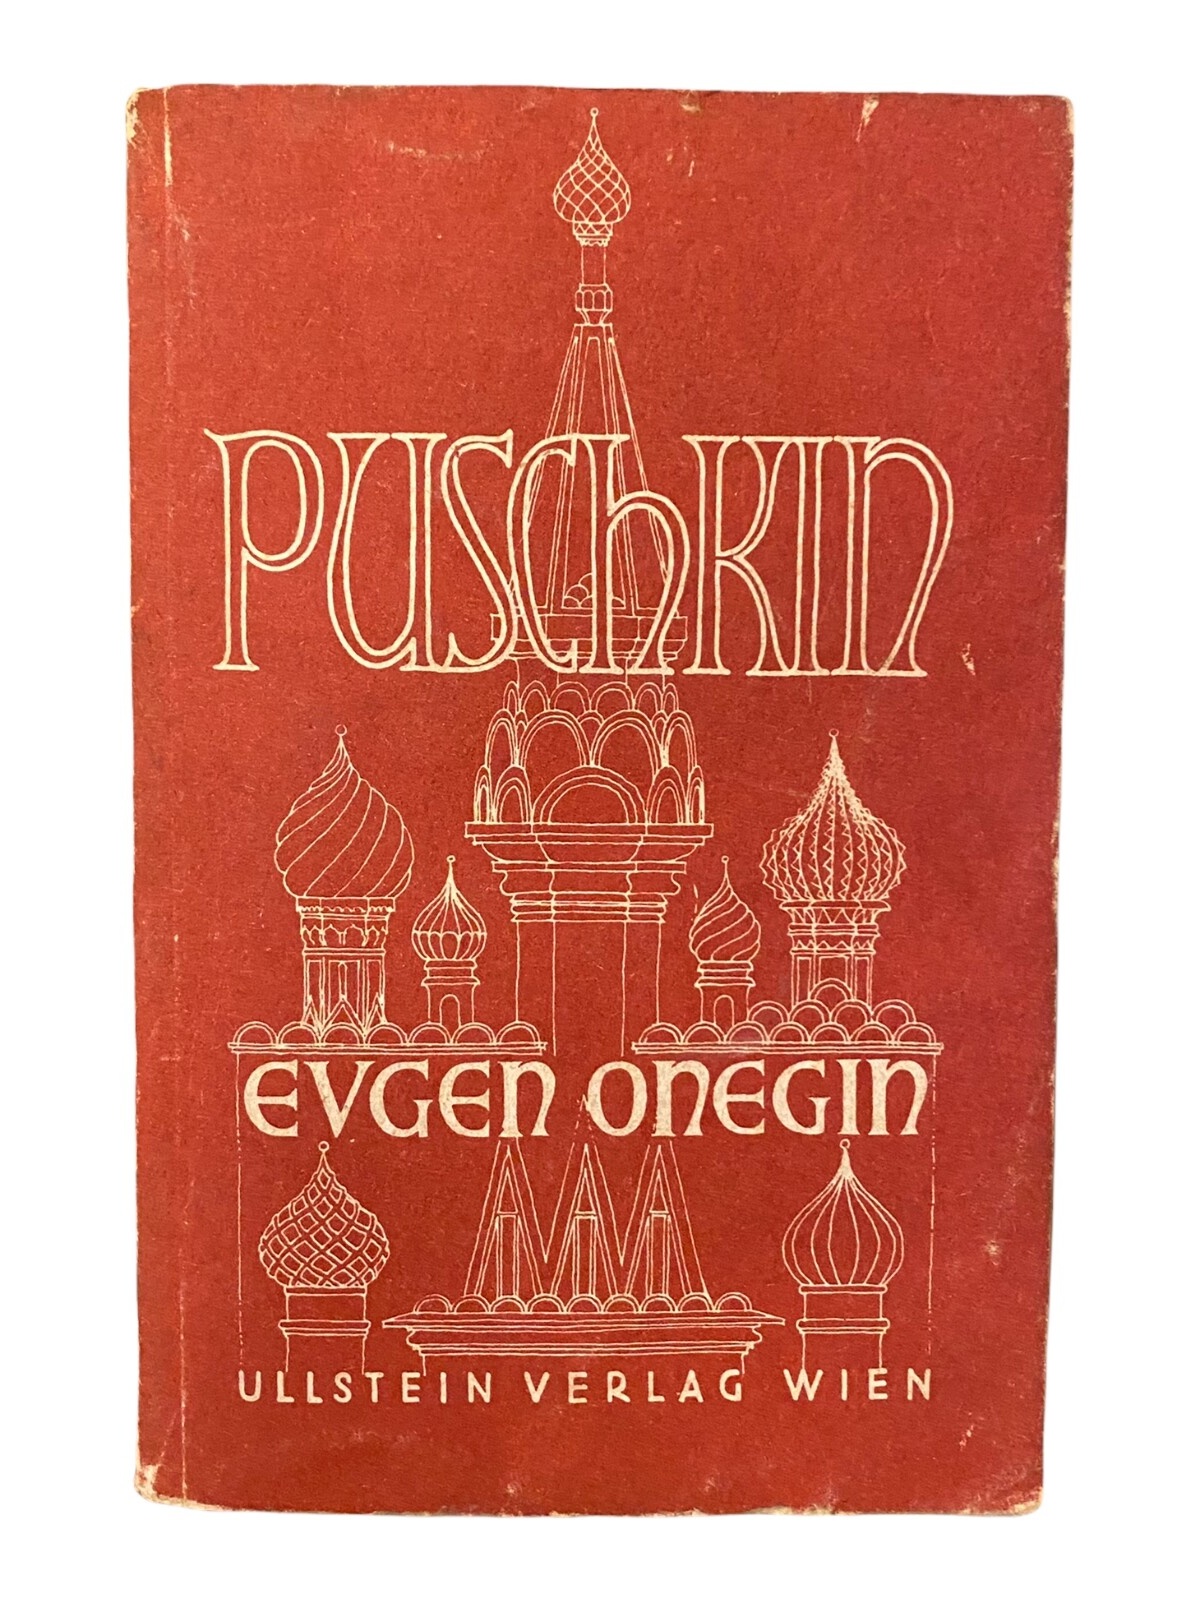 PUSChKIN
EVGEN ONEGIN
ULLSTEIN VERLAG WIEN